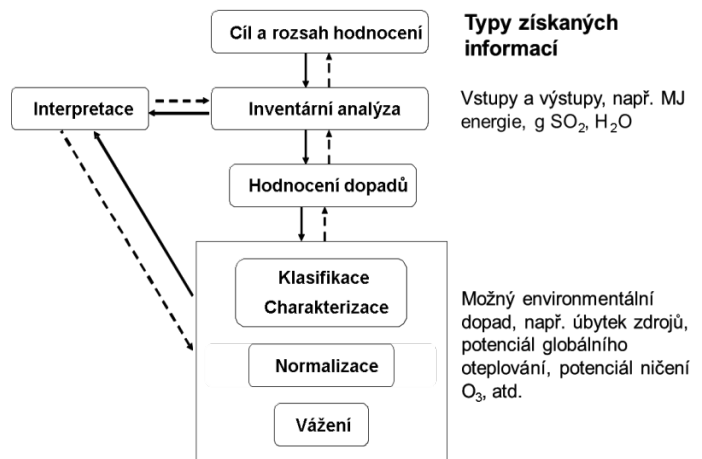 Cíl a rozsah hodnocení
Typy získaných
informací
Interpretace
Inventární analýza
Vstupy a výstupy, např. MJ
energie, g SO₂, H₂O
Hodnocení dopadů
Klasifikace
Charakterizace
Normalizace
Vážení
Možný environmentální
dopad, např. úbytek zdrojů,
potenciál globálního
oteplování, potenciál ničení
O₃, atd.